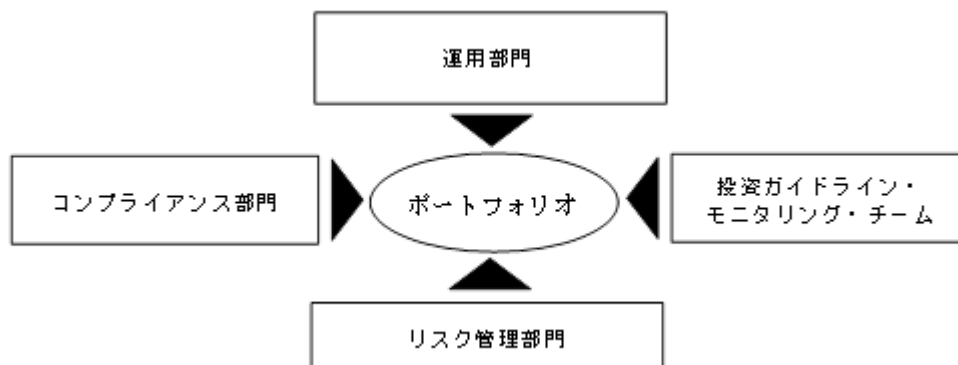 運用部門
コンプライアンス部門
ポートフォリオ
投資ガイドライン・
モニタリング・チーム
リスク管理部門